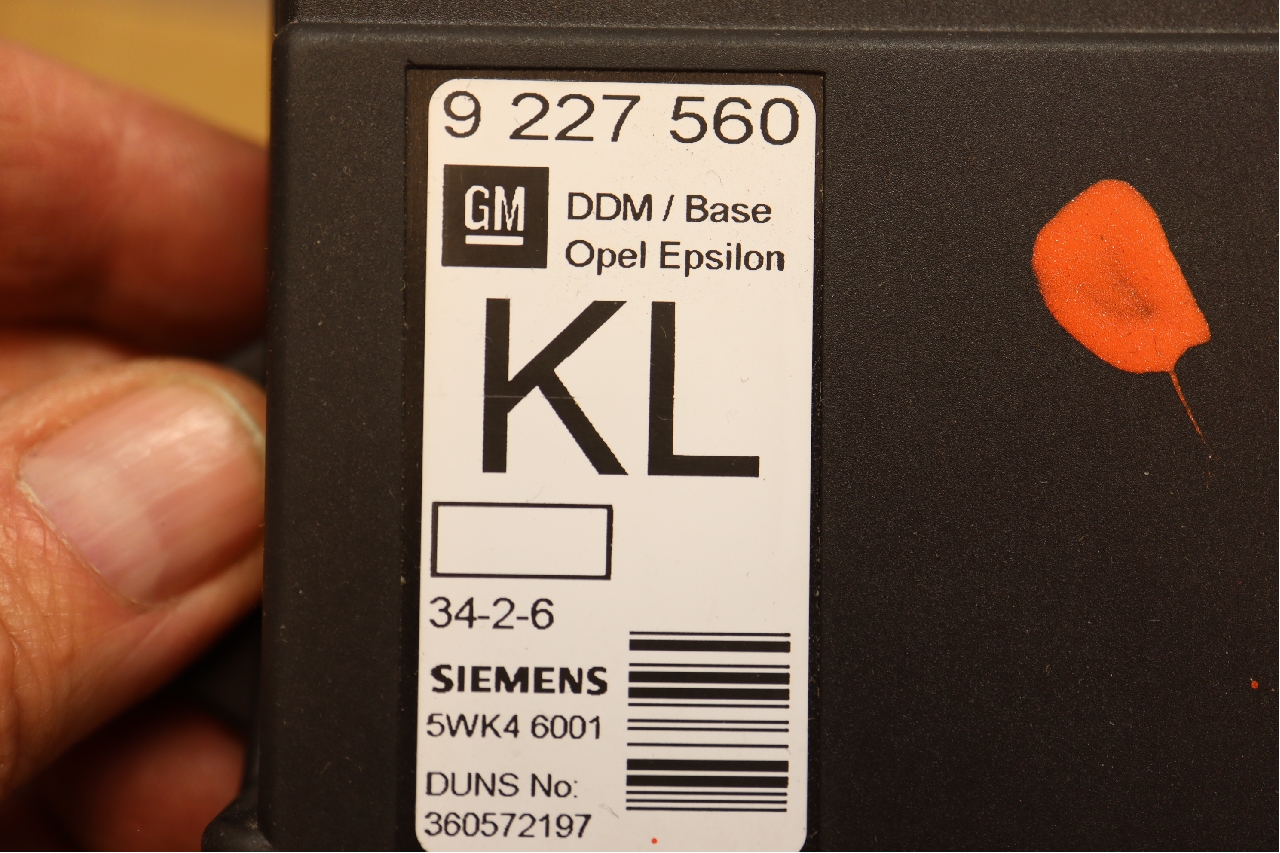 9 227 560
GM
DDM / Base
Opel Epsilon
KL
34-2-6
SIEMENS
5WK4 6001
DUNS No:
360572197